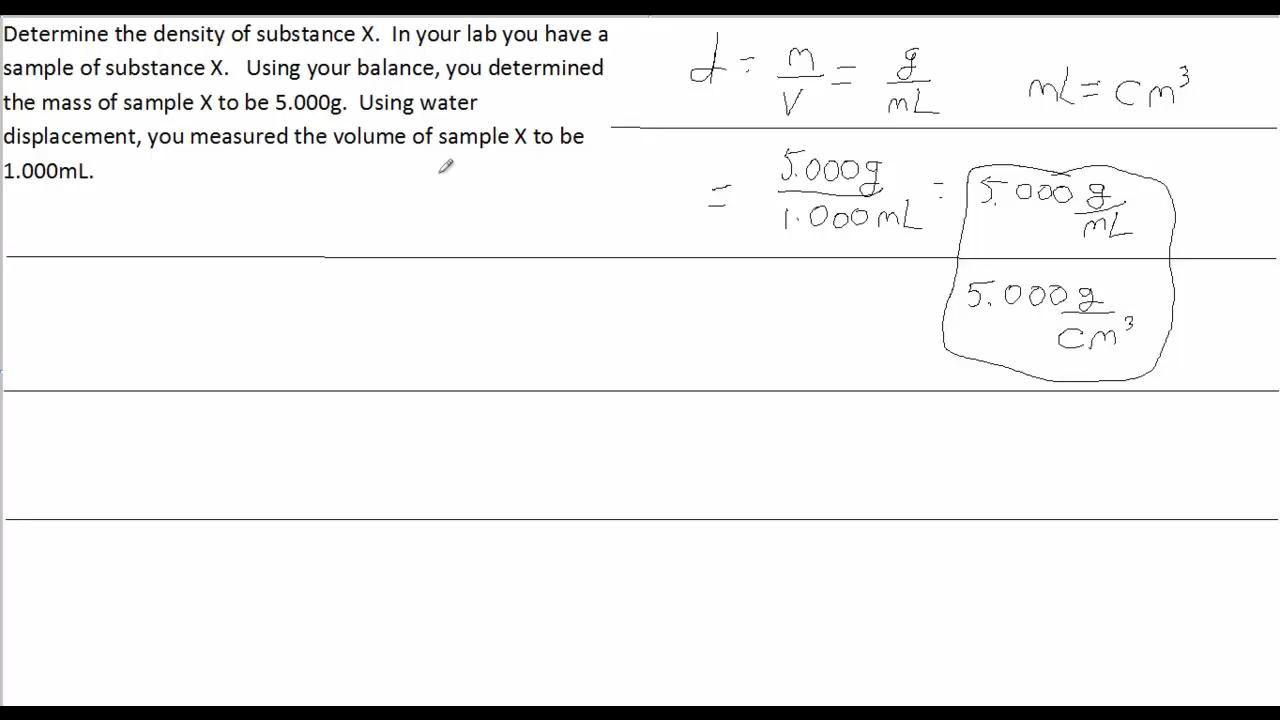 Determine the density of substance X. In your lab you have a
sample of substance X. Using your balance, you determined
the mass of sample X to be 5.000g. Using water
displacement, you measured the volume of sample X to be
1.000mL.
d = m/V = g/mL mL = cm³
= 5.000g/1.000mL = 5.000 g/mL
5.000 g/cm³